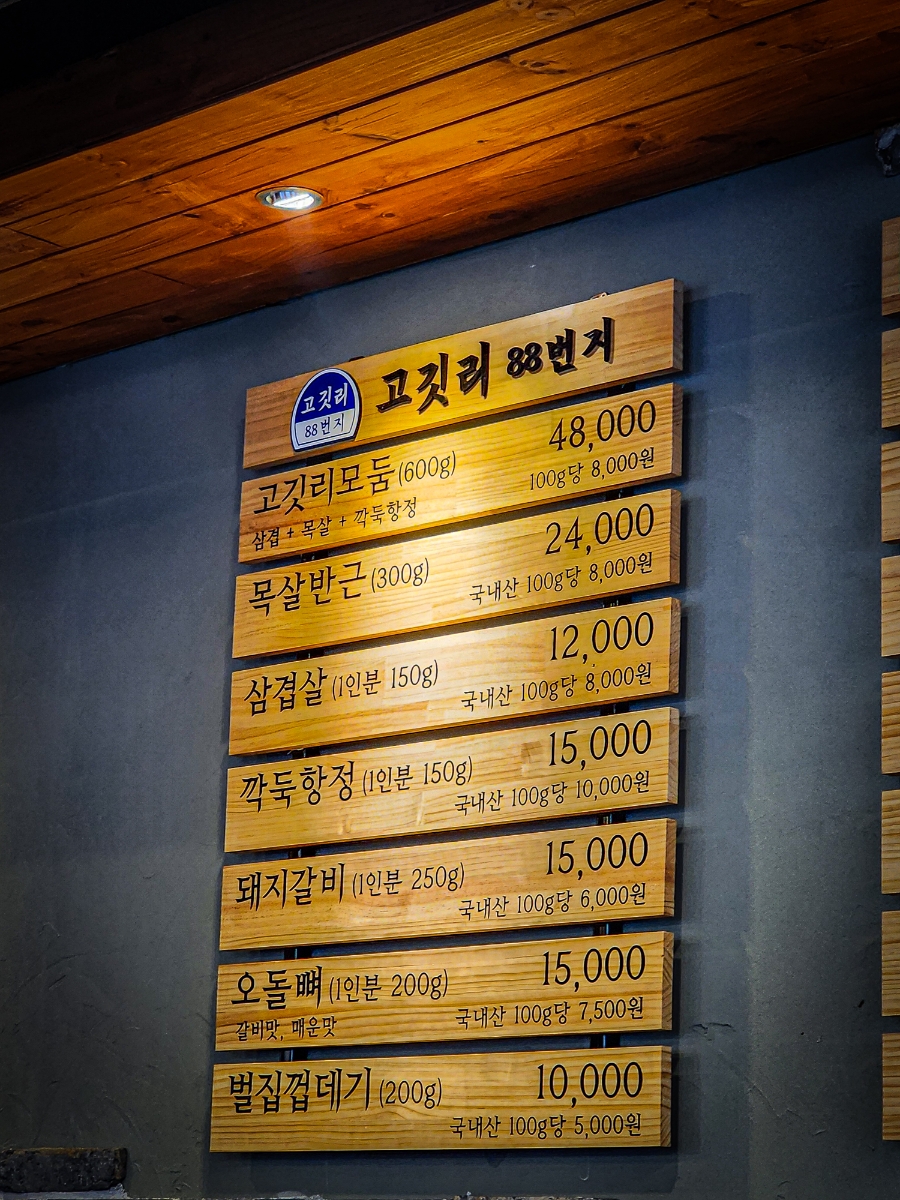 고깃리
88번지
고깃리 88번지
고깃리모둠(600g) 48,000
삼겹 + 목살 + 깍둑항정 100g당 8,000원
목살반근(300g) 24,000
국내산 100g당 8,000원
삼겹살(1인분 150g) 12,000
국내산 100g당 8,000원
깍둑항정(1인분 150g) 15,000
국내산 100g당 10,000원
돼지갈비(1인분 250g) 15,000
국내산 100g당 6,000원
오돌뼈(1인분 200g) 15,000
갈비맛, 매운맛 국내산 100g당 7,500원
벌집껍데기(200g) 10,000
국내산 100g당 5,000원